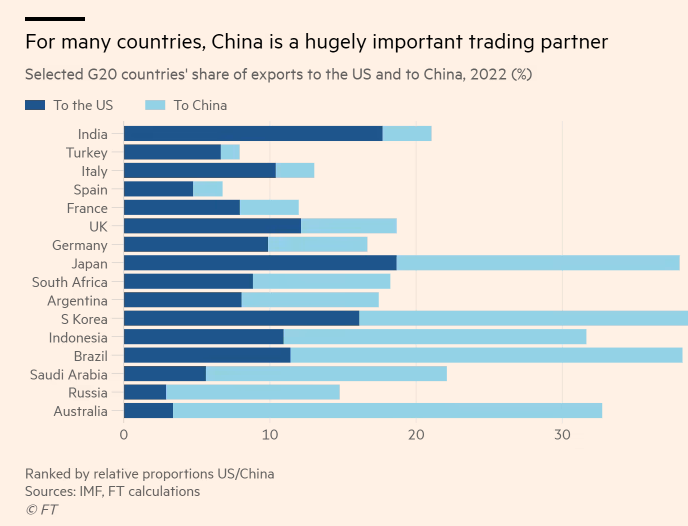 For many countries, China is a hugely important trading partner
Selected G20 countries' share of exports to the US and to China, 2022 (%)
To the US To China
India
Turkey
Italy
Spain
France
UK
Germany
Japan
South Africa
Argentina
S Korea
Indonesia
Brazil
Saudi Arabia
Russia
Australia
0 10 20 30
Ranked by relative proportions US/China
Sources: IMF, FT calculations
© FT